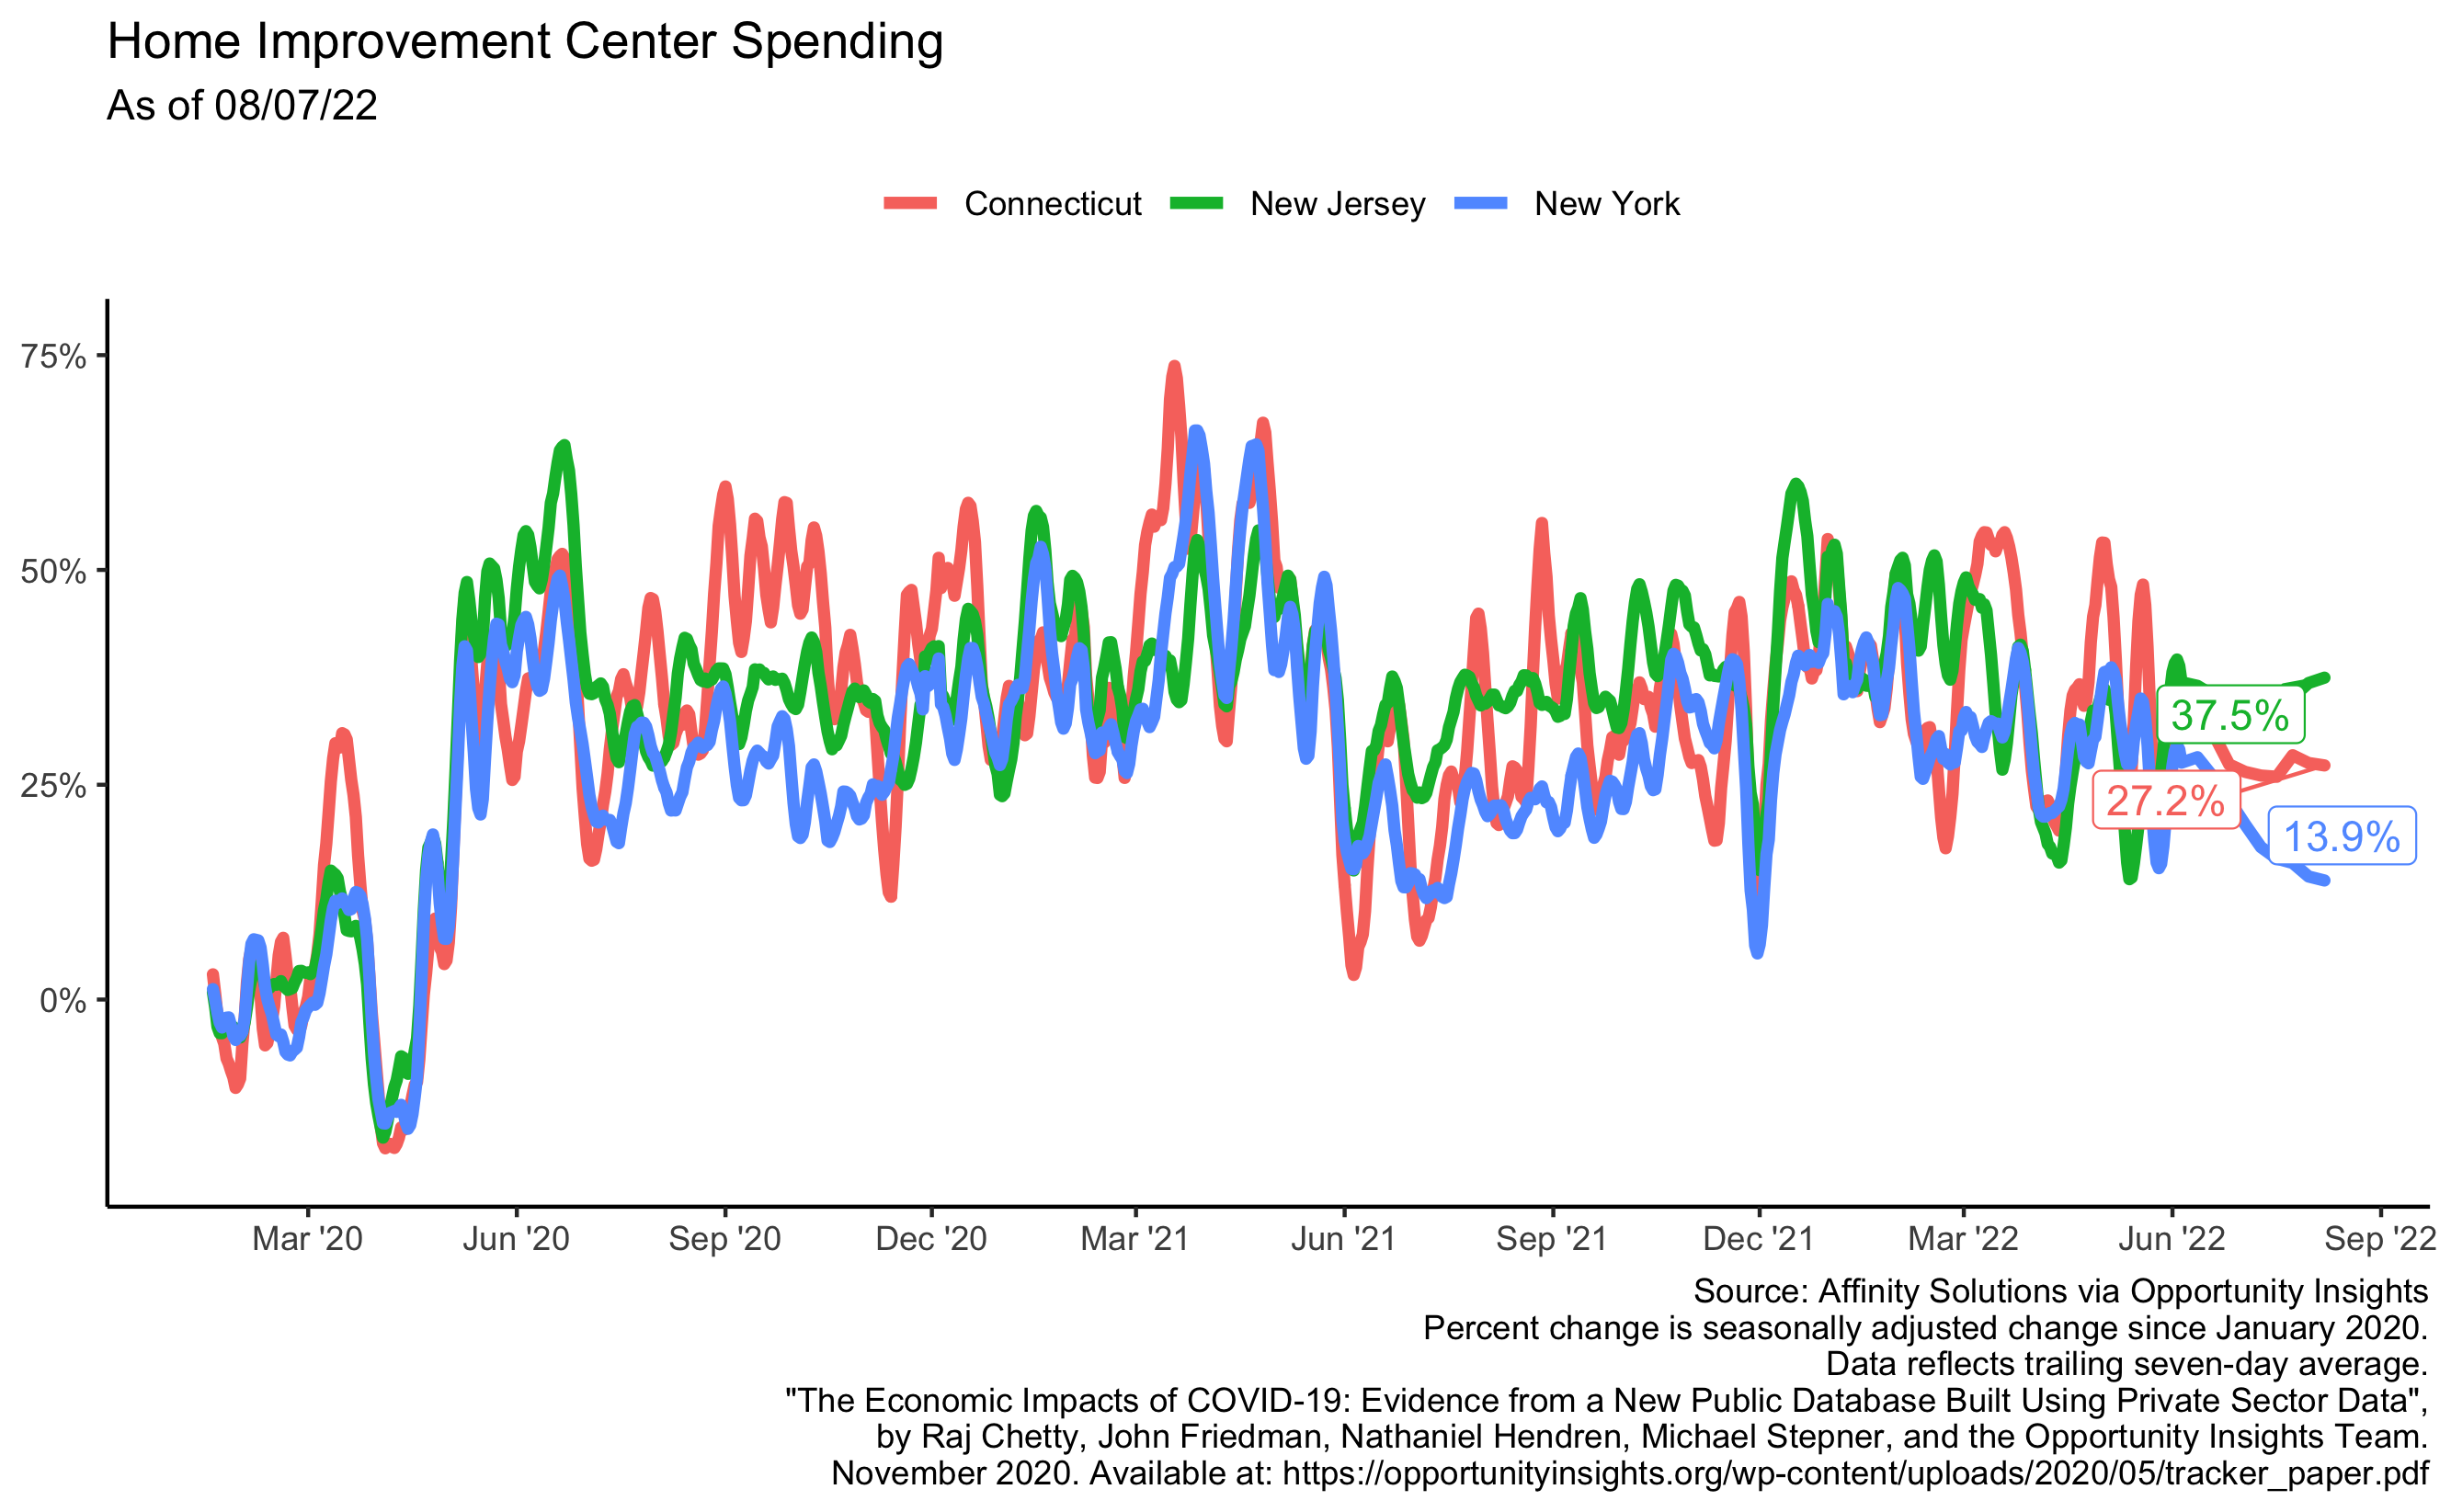 Home Improvement Center Spending
As of 08/07/22
Connecticut New Jersey New York
75%
50%
25%
0%
37.5%
27.2%
13.9%
Mar '20 Jun '20 Sep '20 Dec '20 Mar '21 Jun '21 Sep '21 Dec '21 Mar '22 Jun '22 Sep '22
Source: Affinity Solutions via Opportunity Insights
Percent change is seasonally adjusted change since January 2020.
Data reflects trailing seven-day average.
"The Economic Impacts of COVID-19: Evidence from a New Public Database Built Using Private Sector Data",
by Raj Chetty, John Friedman, Nathaniel Hendren, Michael Stepner, and the Opportunity Insights Team.
November 2020. Available at: https://opportunityinsights.org/wp-content/uploads/2020/05/tracker_paper.pdf